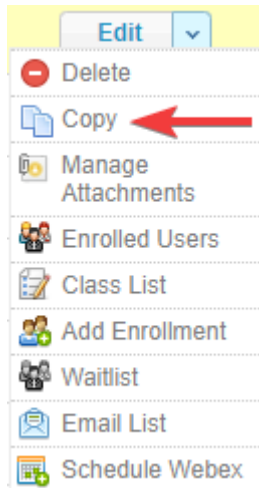 Edit
Delete
Copy
Manage
Attachments
Enrolled Users
Class List
Add Enrollment
Waitlist
Email List
Schedule Webex